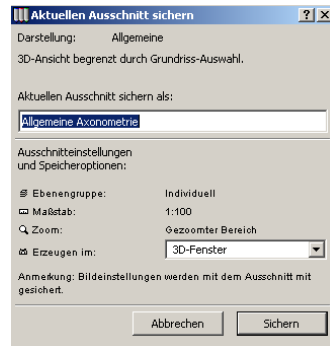 Aktuellen Ausschnitt sichern
Darstellung: Allgemeine
3D-Ansicht begrenzt durch Grundriss-Auswahl.
Aktuellen Ausschnitt sichern als:
Allgemeine Axonometrie
Ausschnitteinstellungen
und Speicheroptionen:
Ebenengruppe: Individuell
Maßstab: 1:100
Zoom: Gezoomter Bereich
Erzeugen im: 3D-Fenster
Anmerkung: Bildeinstellungen werden mit dem Ausschnitt mit
gesichert.
Abbrechen Sichern